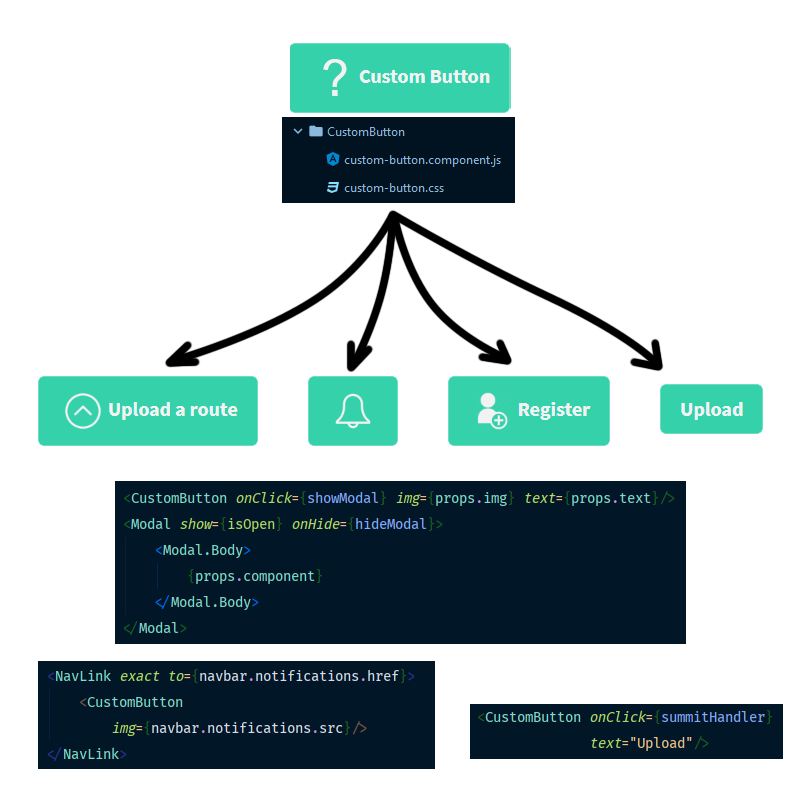 ? Custom Button
CustomButton
custom-button.component.js
custom-button.css
Upload a route
Register
Upload
<CustomButton onClick={showModal} img={props.img} text={props.text}/>
<Modal show={isOpen} onHide={hideModal}>
<Modal.Body>
{props.component}
</Modal.Body>
</Modal>
<NavLink exact to={navbar.notifications.href}>
<CustomButton
img={navbar.notifications.src}/>
</NavLink>
<CustomButton onClick={summitHandler}
text="Upload"/>